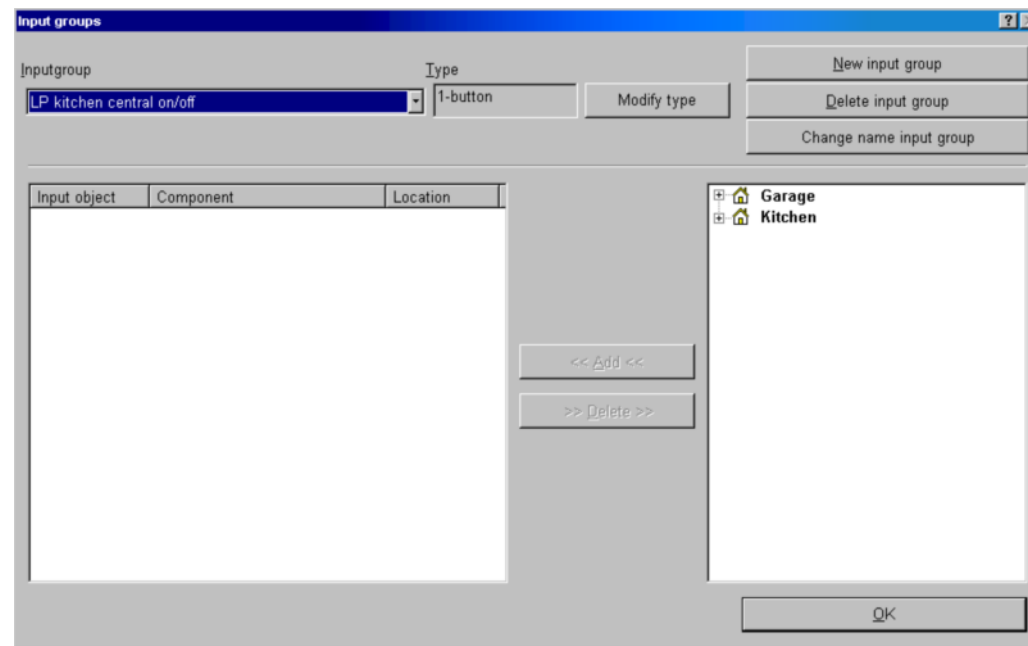 Input groups
Inputgroup
Type
New input group
LP kitchen central on/off
1-button
Modify type
Delete input group
Change name input group
Input object Component Location
Garage
Kitchen
<< Add <<
>> Delete >>
OK